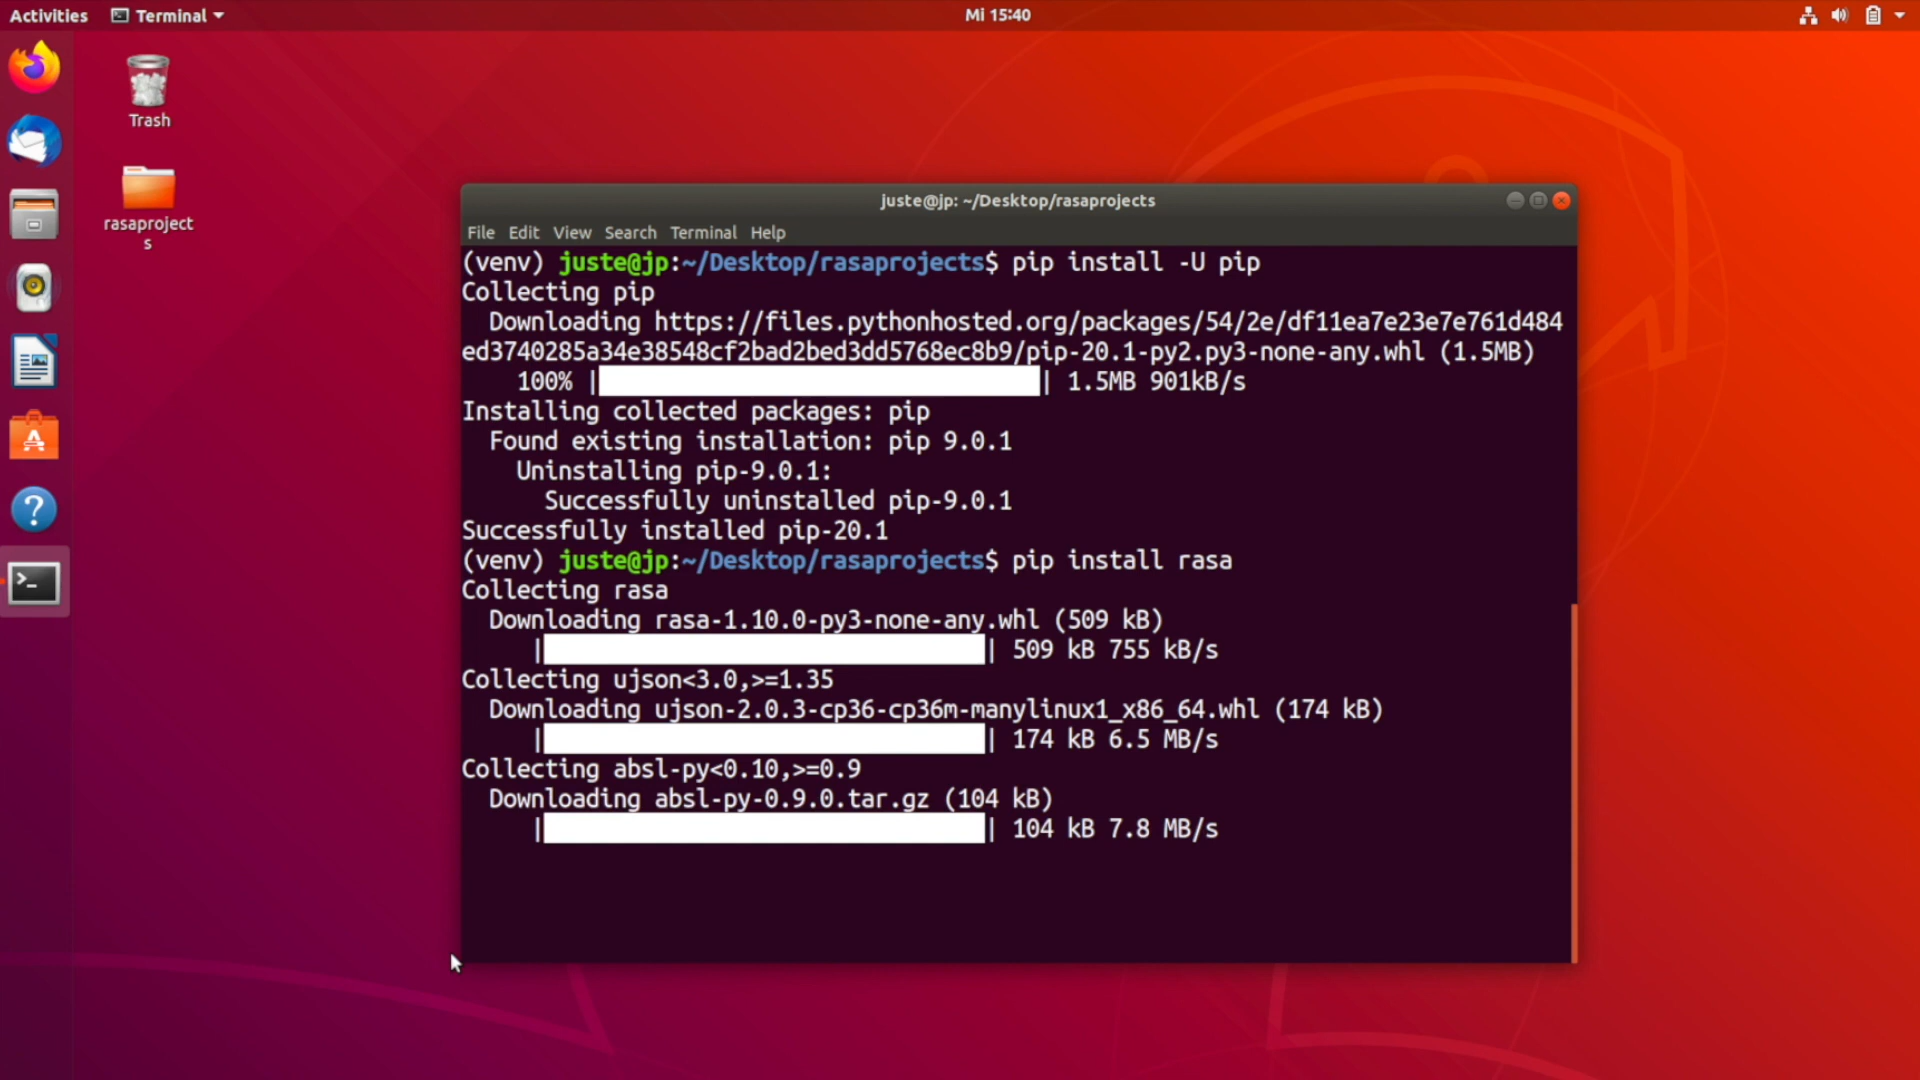 Activities Terminal Mi 15:40
Trash
rasaproject
s
juste@jp: ~/Desktop/rasaprojects
File Edit View Search Terminal Help
(venv) juste@jp:~/Desktop/rasaprojects$ pip install -U pip
Collecting pip
Downloading https://files.pythonhosted.org/packages/54/2e/df11ea7e23e7e761d484
ed3740285a34e38548cf2bad2bed3dd5768ec8b9/pip-20.1-py2.py3-none-any.whl (1.5MB)
100% | | 1.5MB 901kB/s
Installing collected packages: pip
Found existing installation: pip 9.0.1
Uninstalling pip-9.0.1:
Successfully uninstalled pip-9.0.1
Successfully installed pip-20.1
(venv) juste@jp:~/Desktop/rasaprojects$ pip install rasa
Collecting rasa
Downloading rasa-1.10.0-py3-none-any.whl (509 kB)
| | 509 kB 755 kB/s
Collecting ujson<3.0,>=1.35
Downloading ujson-2.0.3-cp36-cp36m-manylinux1_x86_64.whl (174 kB)
| | 174 kB 6.5 MB/s
Collecting absl-py<0.10,>=0.9
Downloading absl-py-0.9.0.tar.gz (104 kB)
| | 104 kB 7.8 MB/s